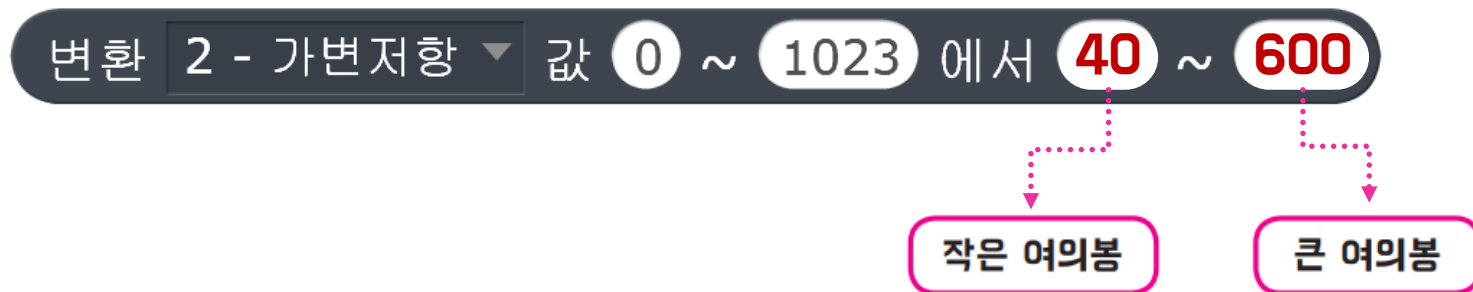 변환 2 - 가변저항 값 0 ~ 1023 에서 40 ~ 600
작은 여의봉 큰 여의봉